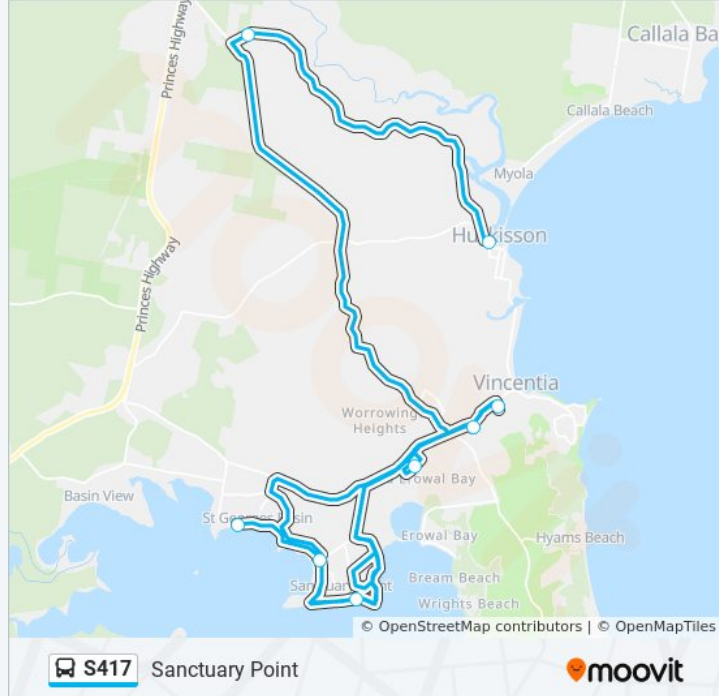 Princes Highway
Callala Ba
Callala Beach
Myola
Huskisson
Princes Highway
Vincentia
Worrowing
Heights
Erowal Bay
Basin View
St Georges Basin
Erowal Bay
Hyams Beach
Sanctuary Point
Bream Beach
Wrights Beach
© OpenStreetMap contributors | © OpenMapTiles
S417 Sanctuary Point
moovit